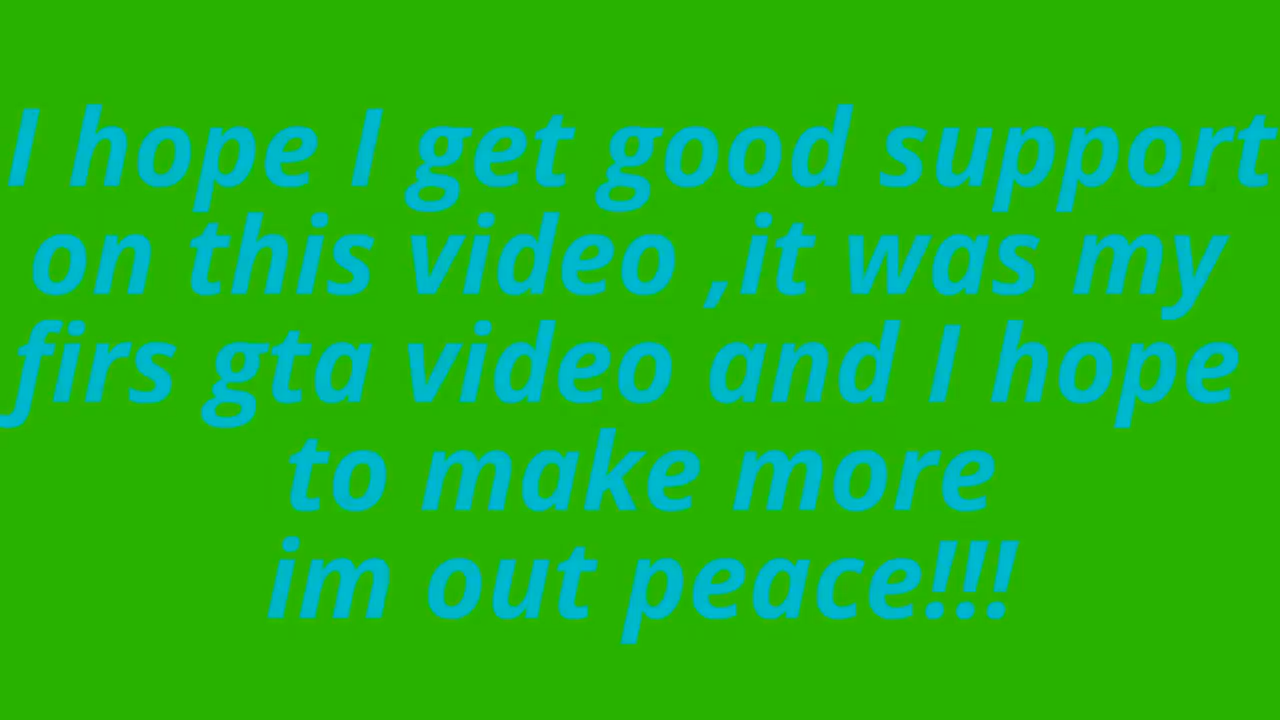 I hope I get good support
on this video ,it was my
firs gta video and I hope
to make more
im out peace!!!